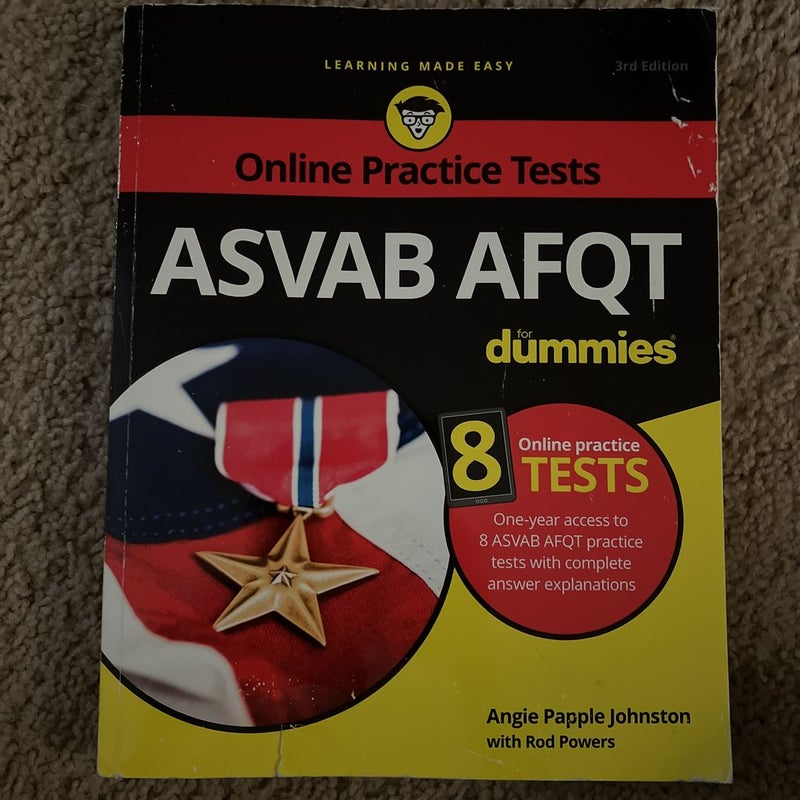 LEARNING MADE EASY
3rd Edition
Online Practice Tests
ASVAB AFQT
for
dummies®
8
Online practice
TESTS
One-year access to
8 ASVAB AFQT practice
tests with complete
answer explanations
Angie Papple Johnston
with Rod Powers